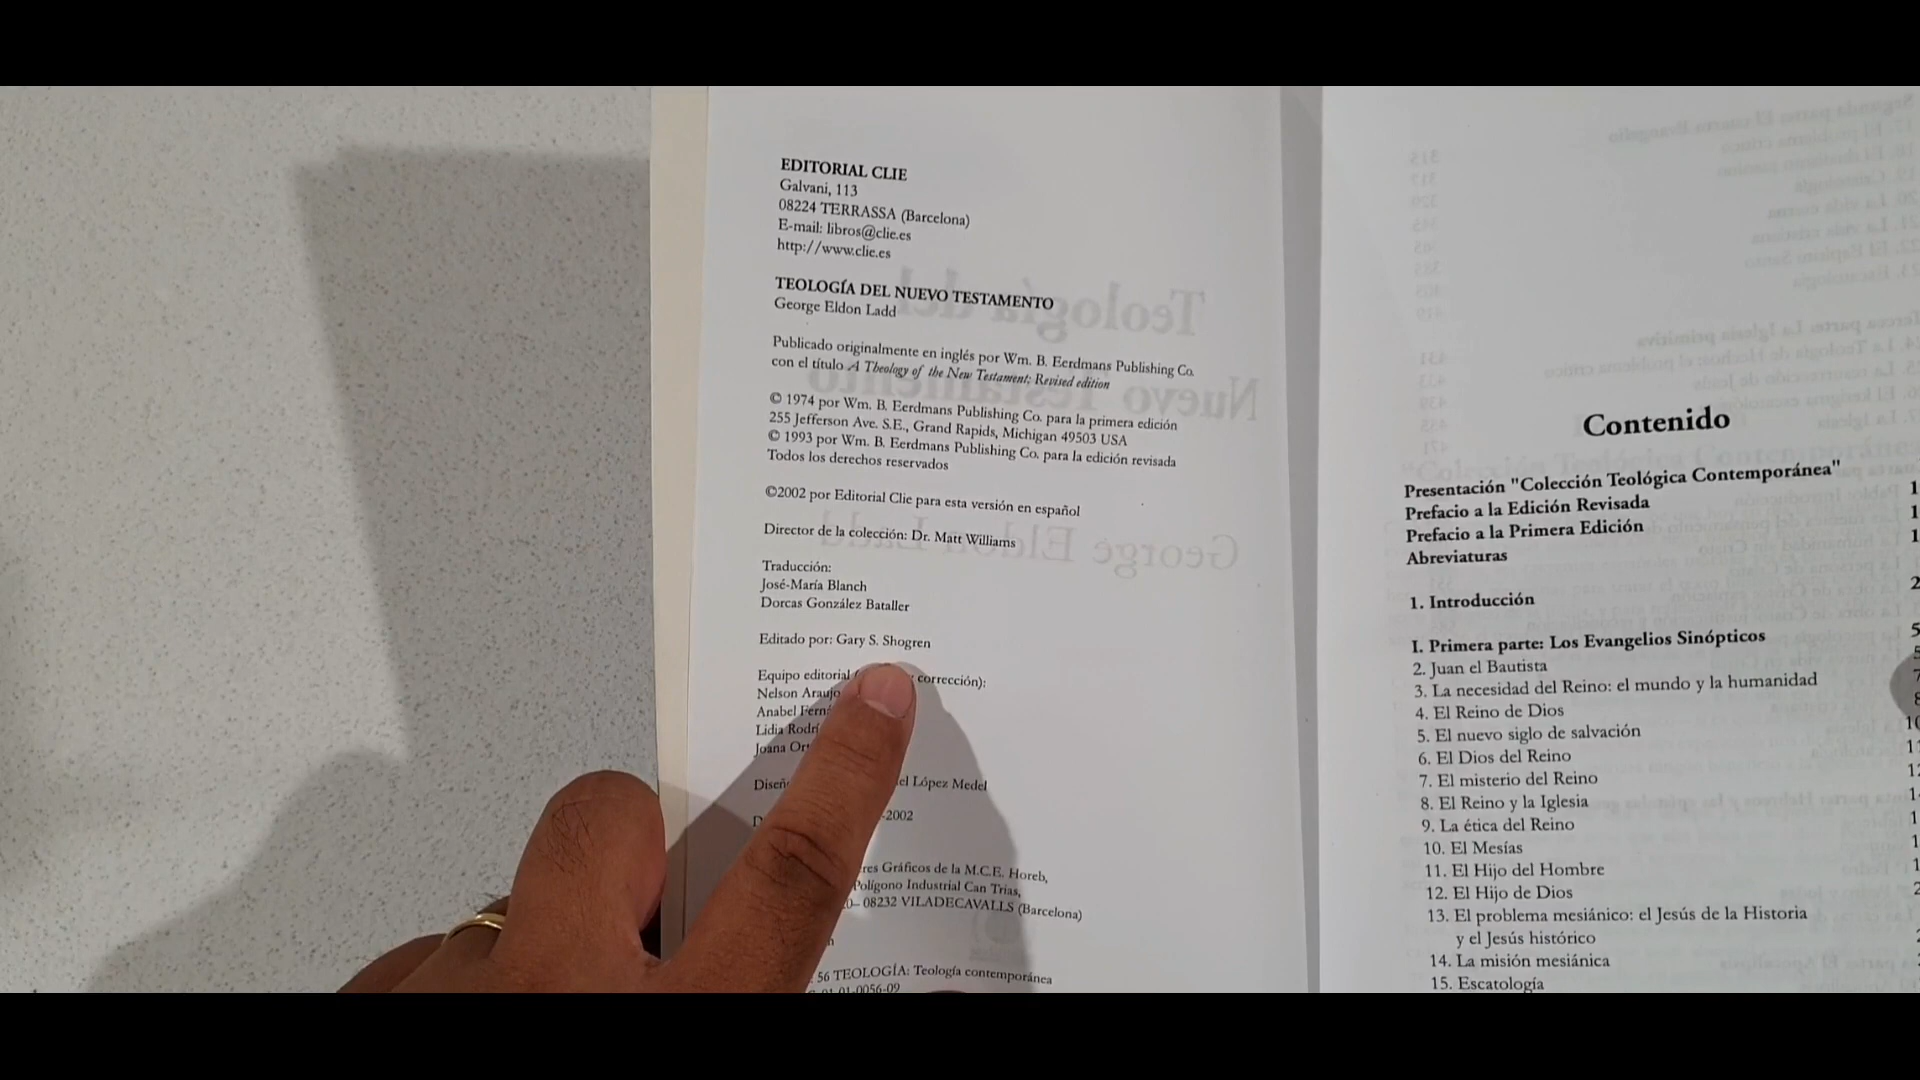 EDITORIAL CLIE
Galvani, 113
08224 TERRASSA (Barcelona)
E-mail: libros@clie.es
http://www.clie.es
TEOLOGÍA DEL NUEVO TESTAMENTO
George Eldon Ladd
Publicado originalmente en inglés por Wm. B. Eerdmans Publishing Co.
con el título A Theology of the New Testament; Revised edition
© 1974 por Wm. B. Eerdmans Publishing Co. para la primera edición
255 Jefferson Ave. S.E., Grand Rapids, Michigan 49503 USA
© 1993 por Wm. B. Eerdmans Publishing Co. para la edición revisada
Todos los derechos reservados
©2002 por Editorial Clie para esta versión en español
Director de la colección: Dr. Matt Williams
Traducción:
José-María Blanch
Dorcas González Bataller
Editado por: Gary S. Shogren
Equipo editorial corrección):
Nelson Araujo
Anabel
Lidia
Joana
López Medel
-2002
Gráficos de la M.C.E. Horeb,
Polígono Industrial Can Trias,
08232 VILADECAVALLS (Barcelona)
56 TEOLOGÍA: Teología contemporánea
01-0056-09
Contenido
Presentación "Colección Teológica Contemporánea"
Prefacio a la Edición Revisada
Prefacio a la Primera Edición
Abreviaturas
1. Introducción
I. Primera parte: Los Evangelios Sinópticos
2. Juan el Bautista
3. La necesidad del Reino: el mundo y la humanidad
4. El Reino de Dios
5. El nuevo siglo de salvación
6. El Dios del Reino
7. El misterio del Reino
8. El Reino y la Iglesia
9. La ética del Reino
10. El Mesías
11. El Hijo del Hombre
12. El Hijo de Dios
13. El problema mesiánico: el Jesús de la Historia
y el Jesús histórico
14. La misión mesiánica
15. Escatología